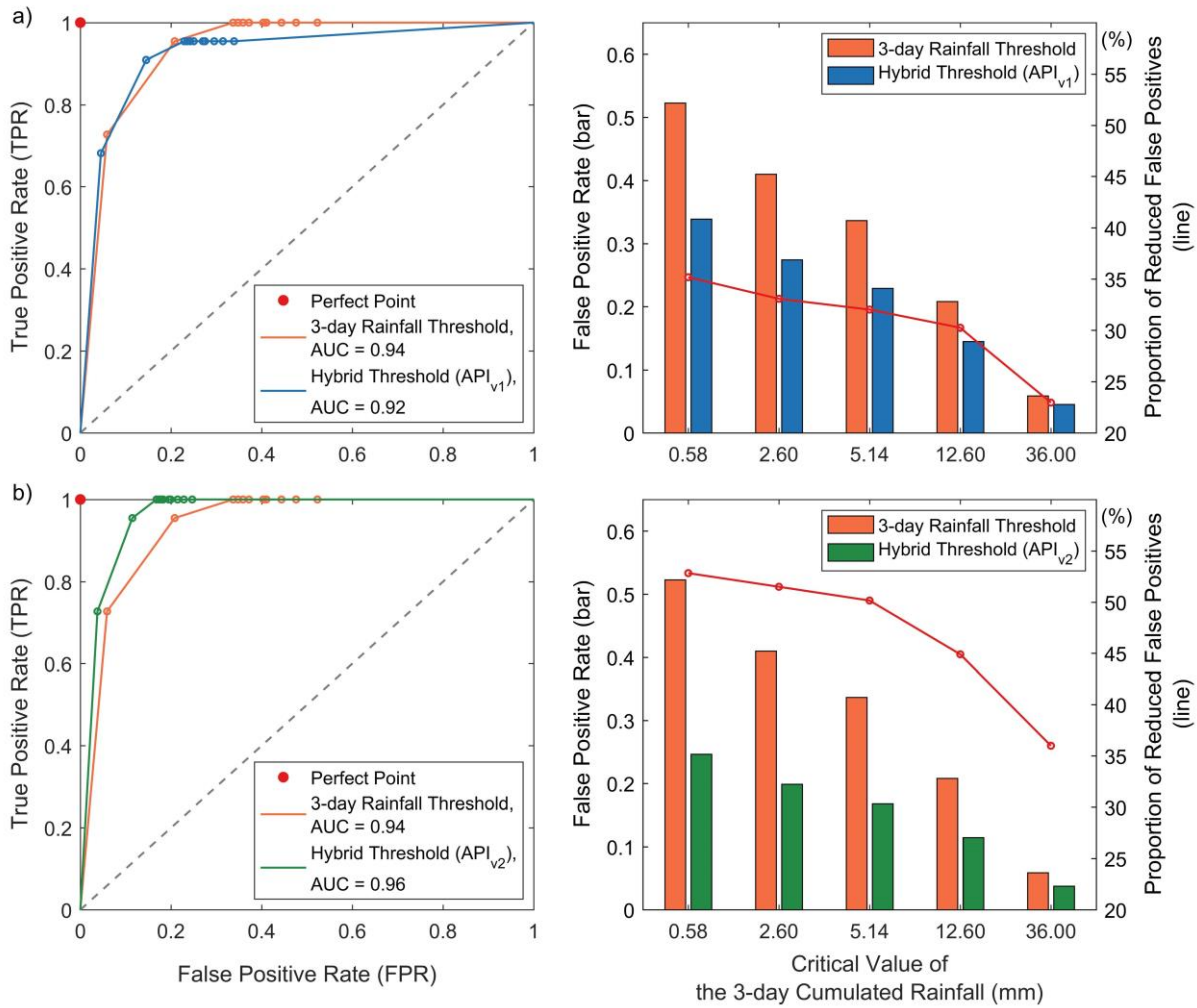 a)
1
0.8
0.6
0.4
0.2
0
True Positive Rate (TPR)
Perfect Point
3-day Rainfall Threshold,
AUC = 0.94
Hybrid Threshold (API_v1),
AUC = 0.92
0
0.2
0.4
0.6
0.8
1
0.6
0.5
0.4
0.3
0.2
0.1
0
False Positive Rate (bar)
3-day Rainfall Threshold
Hybrid Threshold (API_v1)
(%)
55
50
45
40
35
30
25
20
Proportion of Reduced False Positives
(line)
0.58
2.60
5.14
12.60
36.00
b)
1
0.8
0.6
0.4
0.2
0
True Positive Rate (TPR)
Perfect Point
3-day Rainfall Threshold,
AUC = 0.94
Hybrid Threshold (API_v2),
AUC = 0.96
0
0.2
0.4
0.6
0.8
1
False Positive Rate (FPR)
0.6
0.5
0.4
0.3
0.2
0.1
0
False Positive Rate (bar)
3-day Rainfall Threshold
Hybrid Threshold (API_v2)
(%)
55
50
45
40
35
30
25
20
Proportion of Reduced False Positives
(line)
0.58
2.60
5.14
12.60
36.00
Critical Value of
the 3-day Cumulated Rainfall (mm)